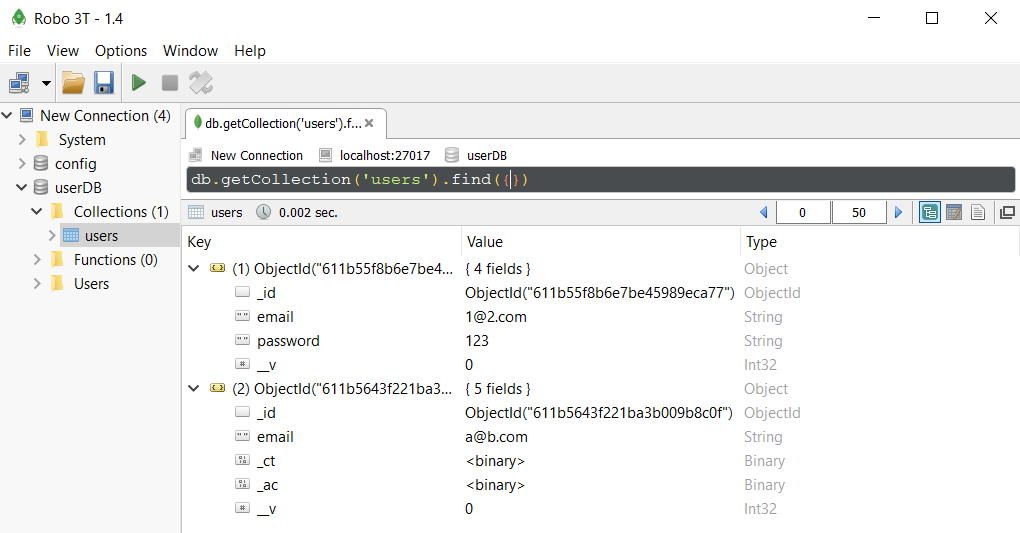 Robo 3T - 1.4
File View Options Window Help
New Connection (4)
System
config
userDB
Collections (1)
users
Functions (0)
Users
db.getCollection('users').f...
New Connection localhost:27017 userDB
db.getCollection('users').find({})
users 0.002 sec. 0 50
Key Value Type
(1) ObjectId("611b55f8b6e7be4... { 4 fields } Object
_id ObjectId("611b55f8b6e7be45989eca77") ObjectId
email 1@2.com String
password 123 String
__v 0 Int32
(2) ObjectId("611b5643f221ba3... { 5 fields } Object
_id ObjectId("611b5643f221ba3b009b8c0f") ObjectId
email a@b.com String
_ct <binary> Binary
_ac <binary> Binary
__v 0 Int32